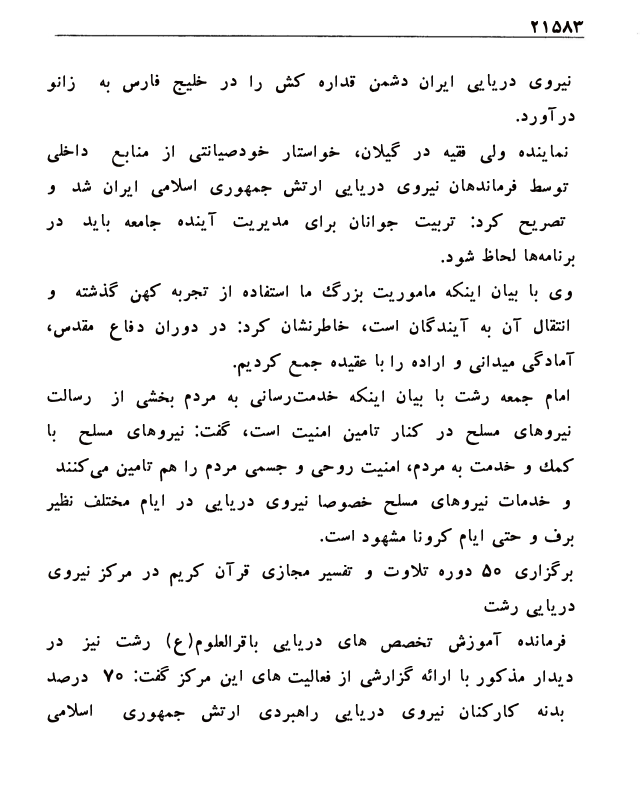 ۲۱۵۸۳
نیروی دریایی ایران دشمن قداره کش را در خلیج فارس به زانو
درآورد.
نماینده ولی فقیه در گیلان، خواستار خودصیانتی از منابع داخلی
توسط فرماندهان نیروی دریایی ارتش جمهوری اسلامی ایران شد و
تصریح کرد: تربیت جوانان برای مدیریت آینده جامعه باید در
برنامه‌ها لحاظ شود.
وی با بیان اینکه ماموریت بزرگ ما استفاده از تجربه کهن گذشته و
انتقال آن به آیندگان است، خاطرنشان کرد: در دوران دفاع مقدس،
آمادگی میدانی و اراده را با عقیده جمع کردیم.
امام جمعه رشت با بیان اینکه خدمت‌رسانی به مردم بخشی از رسالت
نیروهای مسلح در کنار تامین امنیت است، گفت: نیروهای مسلح با
کمك و خدمت به مردم، امنیت روحی و جسمی مردم را هم تامین می‌کنند
و خدمات نیروهای مسلح خصوصا نیروی دریایی در ایام مختلف نظیر
برف و حتی ایام کرونا مشهود است.
برگزاری ۵۰ دوره تلاوت و تفسیر مجازی قرآن کریم در مرکز نیروی
دریایی رشت
فرمانده آموزش تخصص های دریایی باقرالعلوم(ع) رشت نیز در
دیدار مذکور با ارائه گزارشی از فعالیت های این مرکز گفت: ۷۰ درصد
بدنه کارکنان نیروی دریایی راهبردی ارتش جمهوری اسلامی